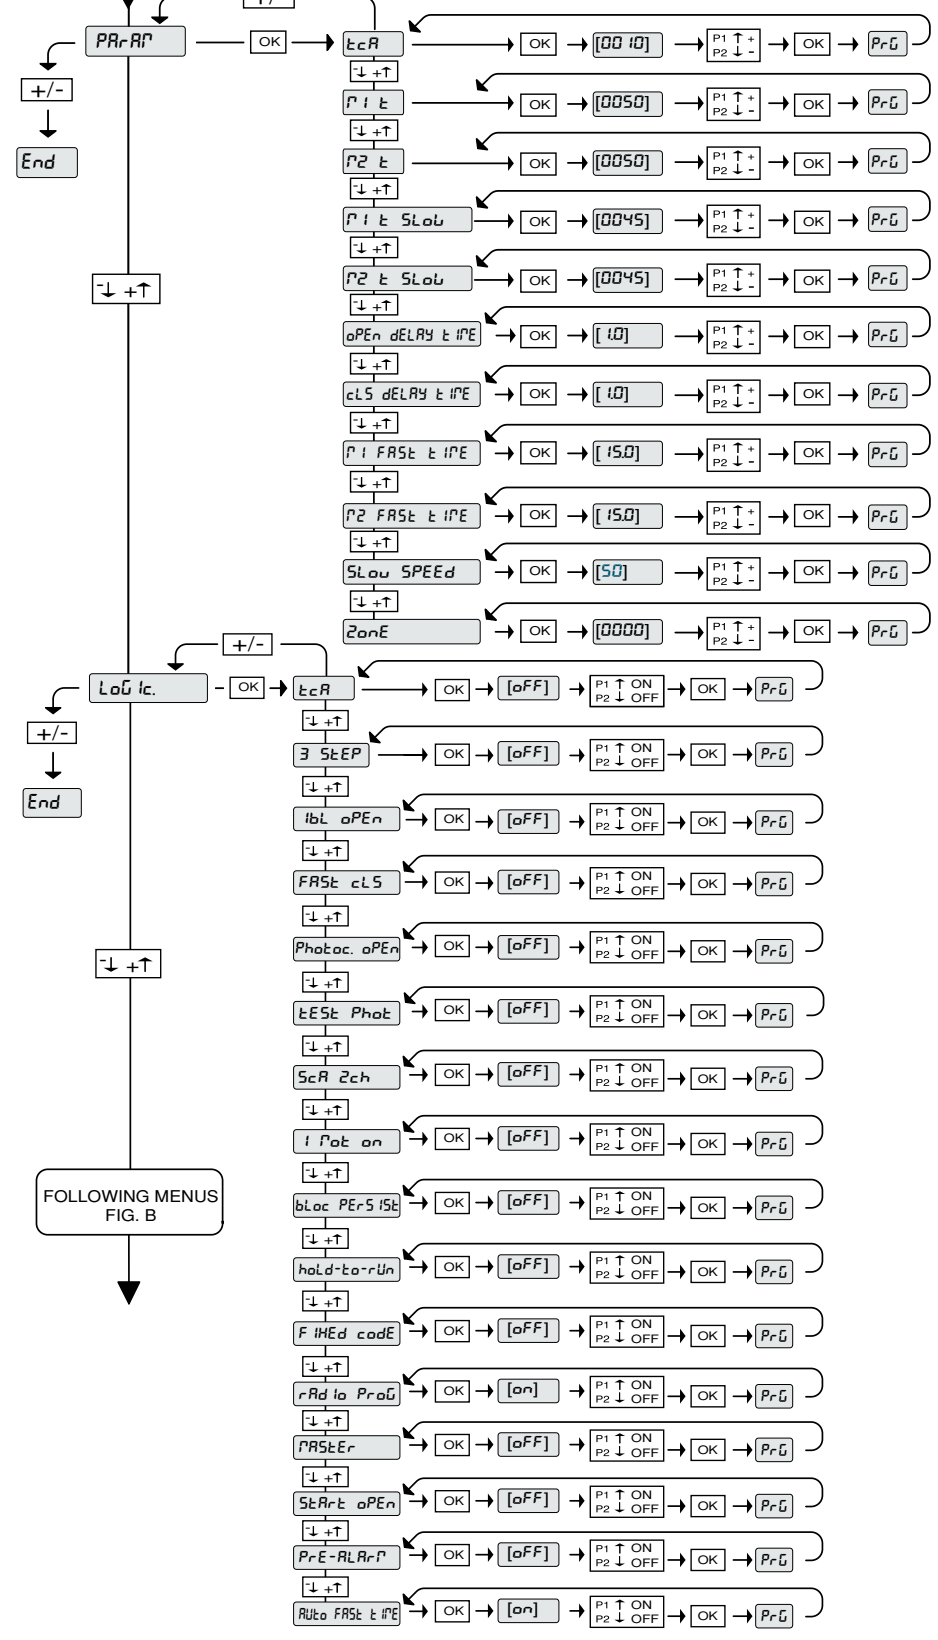 +/-
PArAM OK tcA OK [0010] P1 ↑ + P2 ↓ - OK PrG
-↓ +↑
+/-
M1 t OK [0050] P1 ↑ + P2 ↓ - OK PrG
-↓ +↑
End
M2 t OK [0050] P1 ↑ + P2 ↓ - OK PrG
-↓ +↑
M1 t SLoW OK [0045] P1 ↑ + P2 ↓ - OK PrG
-↓ +↑
M2 t SLoW OK [0045] P1 ↑ + P2 ↓ - OK PrG
-↓ +↑
-↓ +↑
oPEn dELAY tIME OK [ 1.0] P1 ↑ + P2 ↓ - OK PrG
-↓ +↑
cLS dELAY tIME OK [ 1.0] P1 ↑ + P2 ↓ - OK PrG
-↓ +↑
M1 FASt tIME OK [ 15.0] P1 ↑ + P2 ↓ - OK PrG
-↓ +↑
M2 FASt tIME OK [ 15.0] P1 ↑ + P2 ↓ - OK PrG
-↓ +↑
SLow SPEEd OK [50] P1 ↑ + P2 ↓ - OK PrG
-↓ +↑
ZonE OK [0000] P1 ↑ + P2 ↓ - OK PrG
+/-
LoGIc. OK tcA OK [oFF] P1 ↑ ON P2 ↓ OFF OK PrG
-↓ +↑
+/-
3 StEP OK [oFF] P1 ↑ ON P2 ↓ OFF OK PrG
-↓ +↑
End
IbL oPEn OK [oFF] P1 ↑ ON P2 ↓ OFF OK PrG
-↓ +↑
FASt cLS OK [oFF] P1 ↑ ON P2 ↓ OFF OK PrG
-↓ +↑
Photoc. oPEn OK [oFF] P1 ↑ ON P2 ↓ OFF OK PrG
-↓ +↑
-↓ +↑
tESt Phot OK [oFF] P1 ↑ ON P2 ↓ OFF OK PrG
-↓ +↑
ScA 2ch OK [oFF] P1 ↑ ON P2 ↓ OFF OK PrG
-↓ +↑
1 Mot on OK [oFF] P1 ↑ ON P2 ↓ OFF OK PrG
-↓ +↑
FOLLOWING MENUS
FIG. B
bLoc PErSISt OK [oFF] P1 ↑ ON P2 ↓ OFF OK PrG
-↓ +↑
hoLd-to-rUn OK [oFF] P1 ↑ ON P2 ↓ OFF OK PrG
-↓ +↑
FIHEd codE OK [oFF] P1 ↑ ON P2 ↓ OFF OK PrG
-↓ +↑
rAdIo ProG OK [on] P1 ↑ ON P2 ↓ OFF OK PrG
-↓ +↑
MAStEr OK [oFF] P1 ↑ ON P2 ↓ OFF OK PrG
-↓ +↑
StArt oPEn OK [oFF] P1 ↑ ON P2 ↓ OFF OK PrG
-↓ +↑
PrE-ALArM OK [oFF] P1 ↑ ON P2 ↓ OFF OK PrG
-↓ +↑
AUto FASt tIME OK [on] P1 ↑ ON P2 ↓ OFF OK PrG